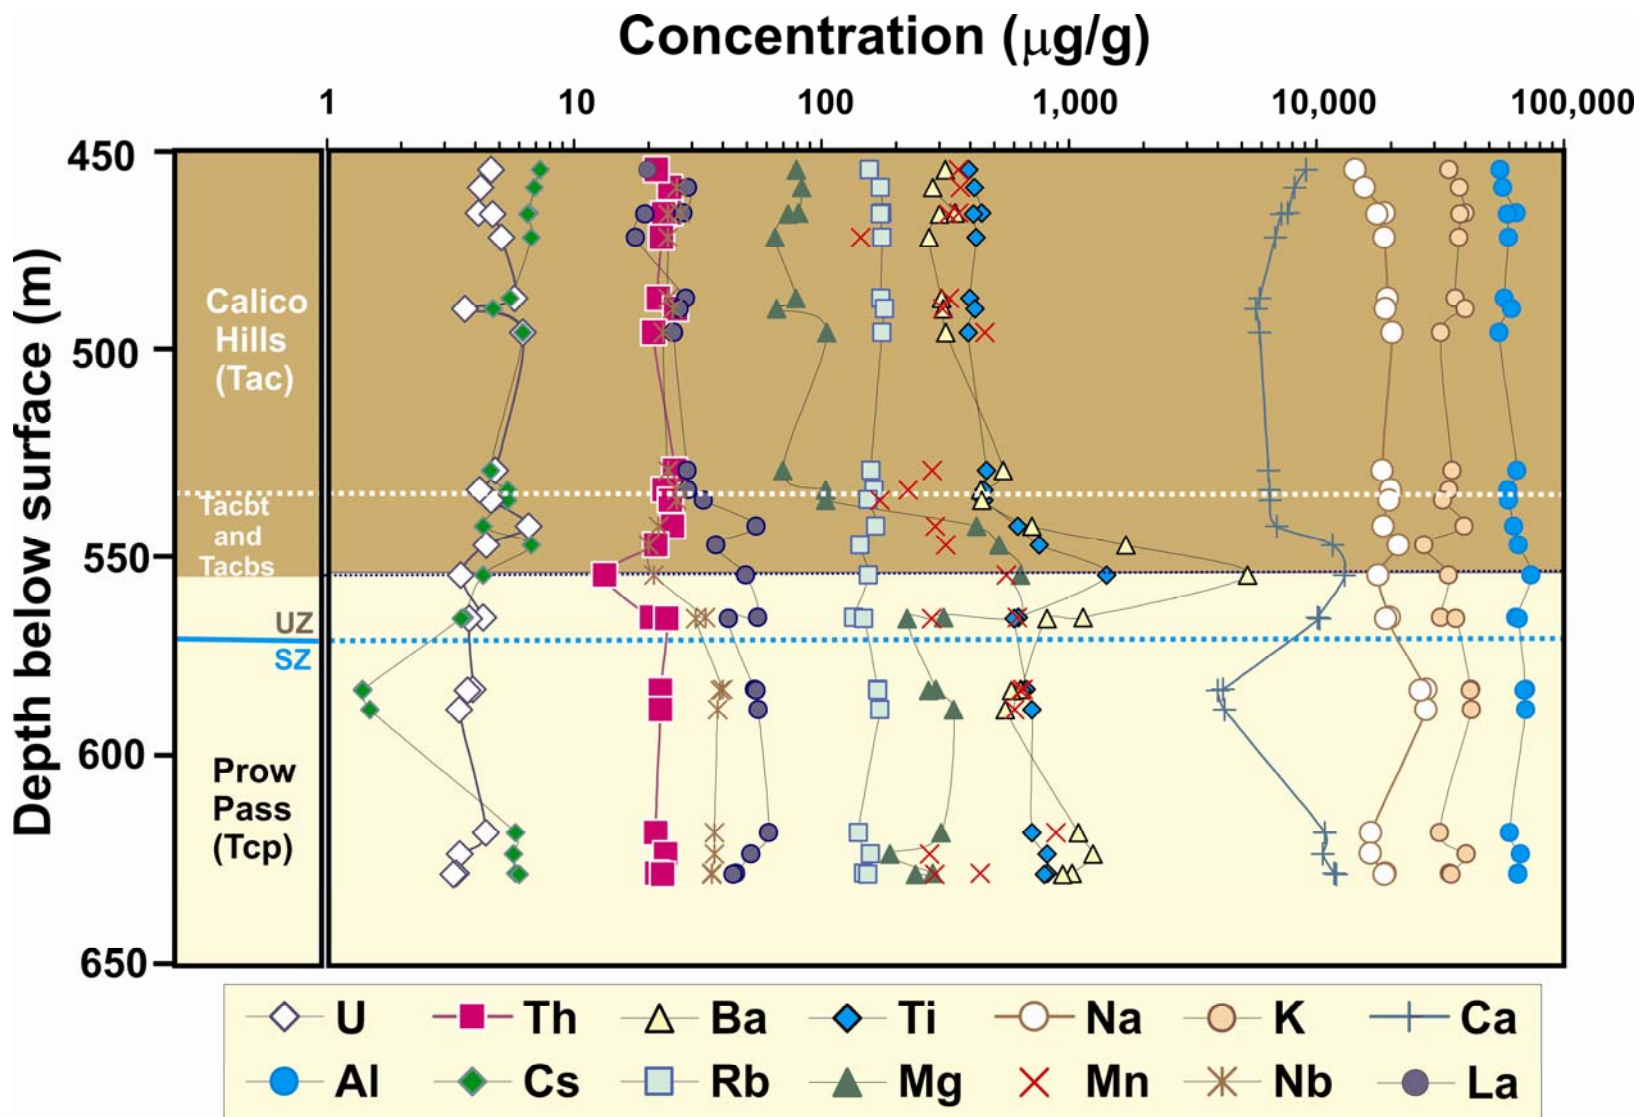 Concentration (μg/g)
1 10 100 1,000 10,000 100,000
Depth below surface (m)
450
500
550
600
650
Calico
Hills
(Tac)
Tacbt
and
Tacbs
UZ
SZ
Prow
Pass
(Tcp)
U Th Ba Ti Na K Ca
Al Cs Rb Mg Mn Nb La